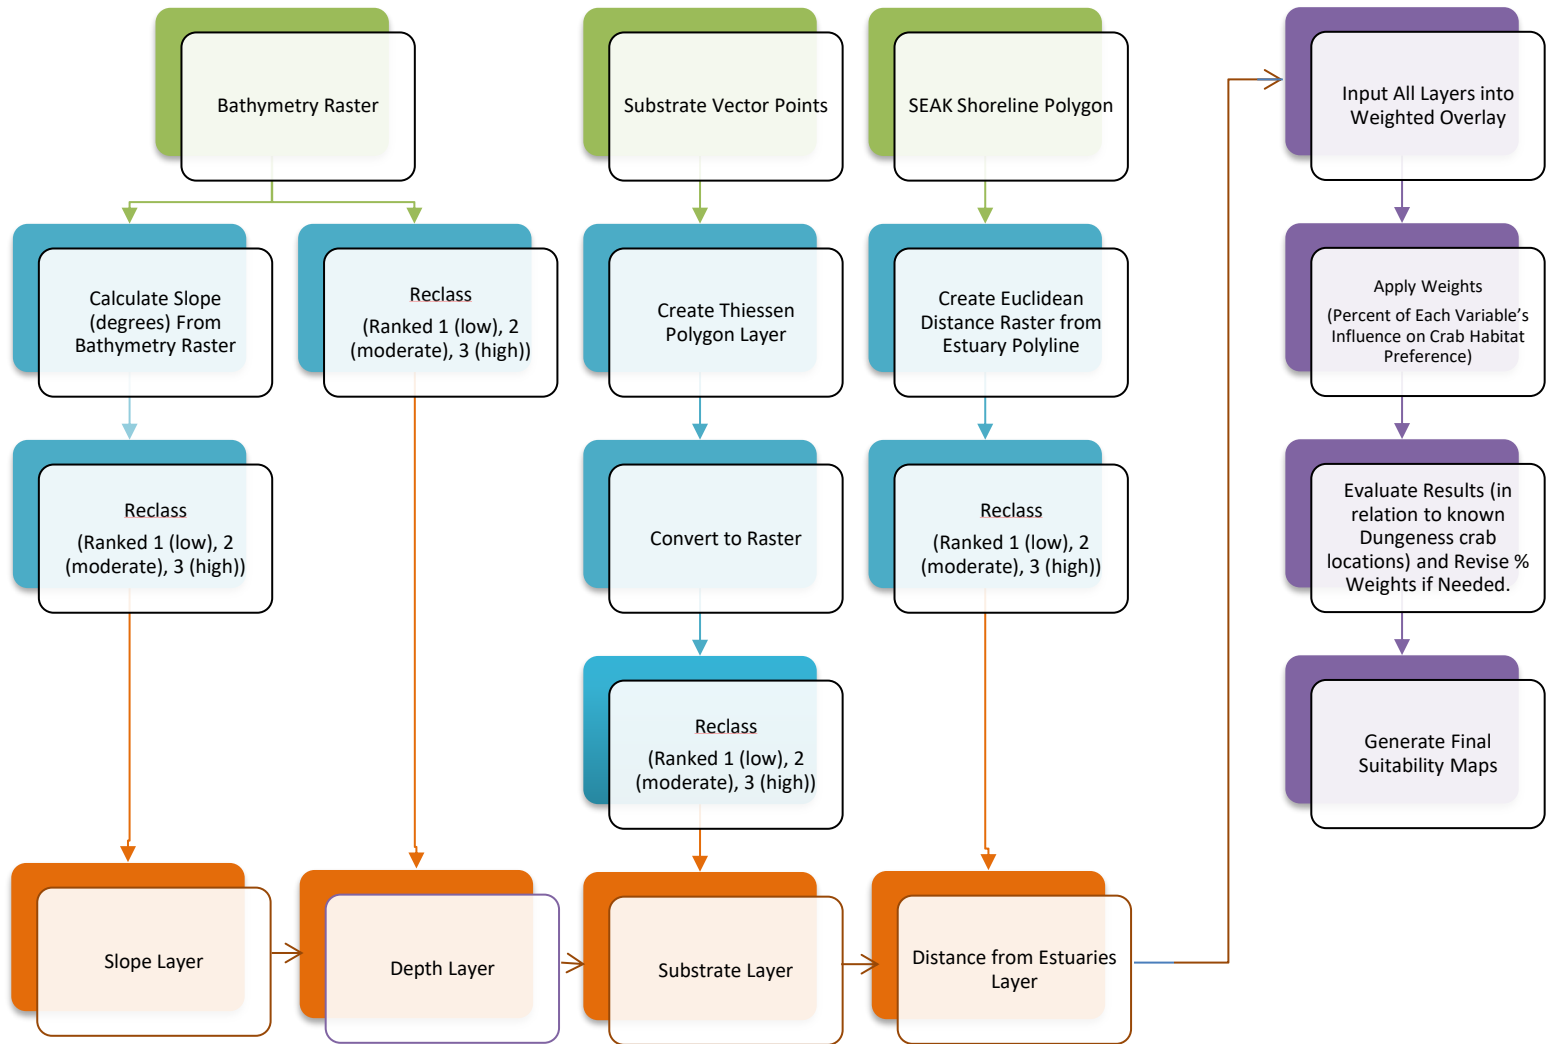 Bathymetry Raster
Substrate Vector Points
SEAK Shoreline Polygon
Input All Layers into
Weighted Overlay
Calculate Slope
(degrees) From
Bathymetry Raster
Reclass
(Ranked 1 (low), 2
(moderate), 3 (high))
Create Thiessen
Polygon Layer
Create Euclidean
Distance Raster from
Estuary Polyline
Apply Weights
(Percent of Each Variable’s
Influence on Crab Habitat
Preference)
Reclass
(Ranked 1 (low), 2
(moderate), 3 (high))
Convert to Raster
Reclass
(Ranked 1 (low), 2
(moderate), 3 (high))
Evaluate Results (in
relation to known
Dungeness crab
locations) and Revise %
Weights if Needed.
Reclass
(Ranked 1 (low), 2
(moderate), 3 (high))
Generate Final
Suitability Maps
Slope Layer
Depth Layer
Substrate Layer
Distance from Estuaries
Layer